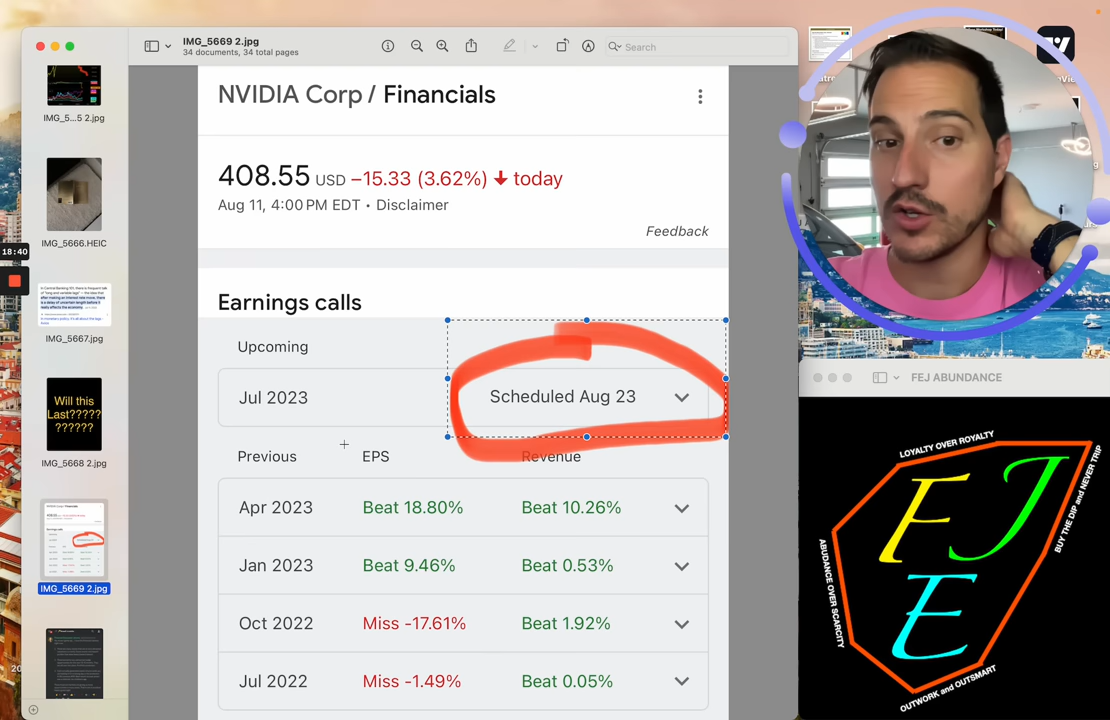 IMG_5669 2.jpg
34 documents, 34 total pages
Search
IMG_5...5 2.jpg
IMG_5666.HEIC
IMG_5667.jpg
Will this
Last?????
??????
IMG_5668 2.jpg
IMG_5669 2.jpg
18:40
NVIDIA Corp / Financials
408.55 USD −15.33 (3.62%) ↓ today
Aug 11, 4:00 PM EDT • Disclaimer
Feedback
Earnings calls
Upcoming
Jul 2023 Scheduled Aug 23
Previous EPS Revenue
Apr 2023 Beat 18.80% Beat 10.26%
Jan 2023 Beat 9.46% Beat 0.53%
Oct 2022 Miss -17.61% Beat 1.92%
Jul 2022 Miss -1.49% Beat 0.05%
FEJ ABUNDANCE
LOYALTY OVER ROYALTY
BUY THE DIP and NEVER TRIP
ABUDANCE OVER SCARCITY
OUTWORK and OUTSMART
F J
E